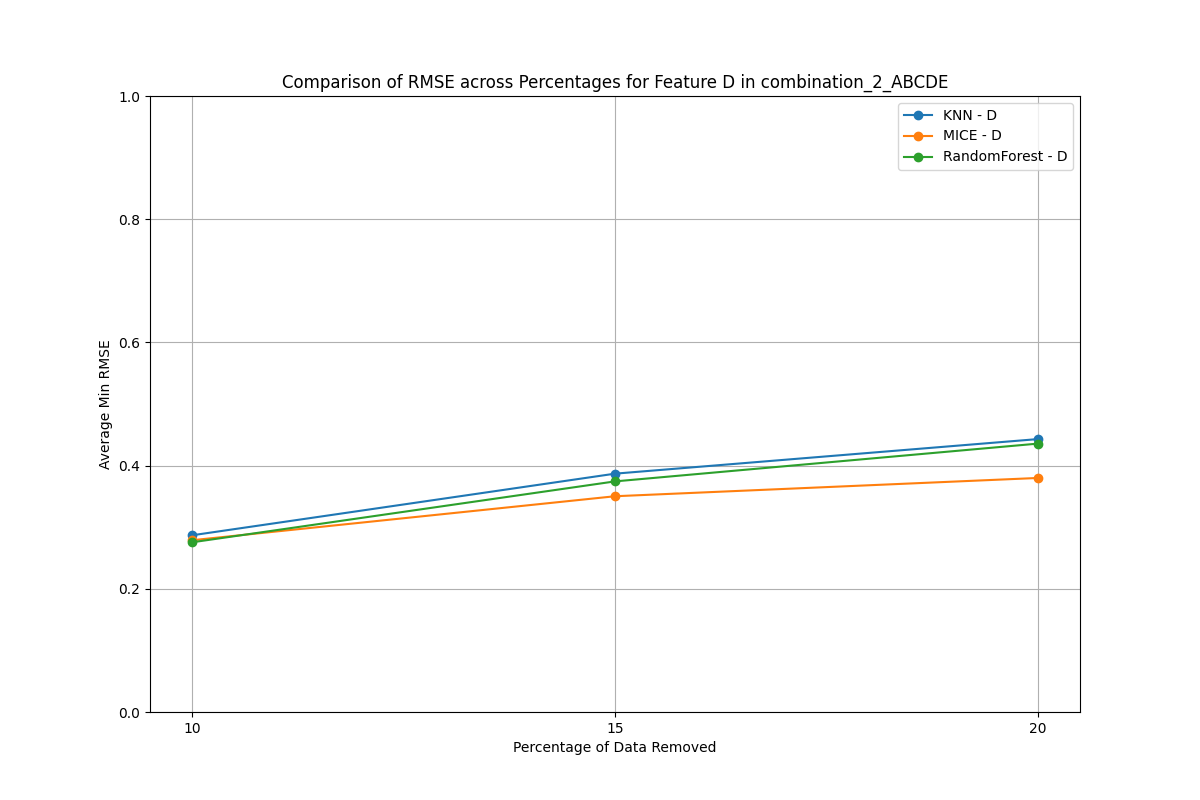 Comparison of RMSE across Percentages for Feature D in combination_2_ABCDE
KNN - D
MICE - D
RandomForest - D
Average Min RMSE
1.0
0.8
0.6
0.4
0.2
0.0
10
15
20
Percentage of Data Removed